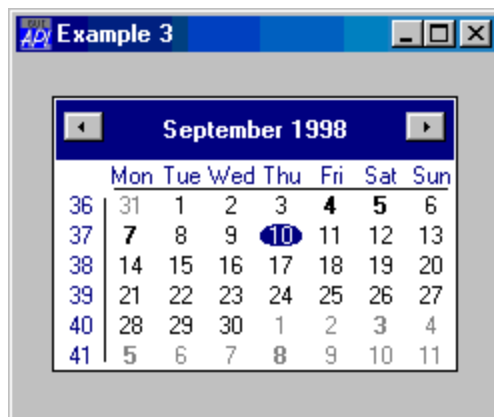 GUI
API Example 3
September 1998
Mon Tue Wed Thu Fri Sat Sun
36 31 1 2 3 4 5 6
37 7 8 9 10 11 12 13
38 14 15 16 17 18 19 20
39 21 22 23 24 25 26 27
40 28 29 30 1 2 3 4
41 5 6 7 8 9 10 11